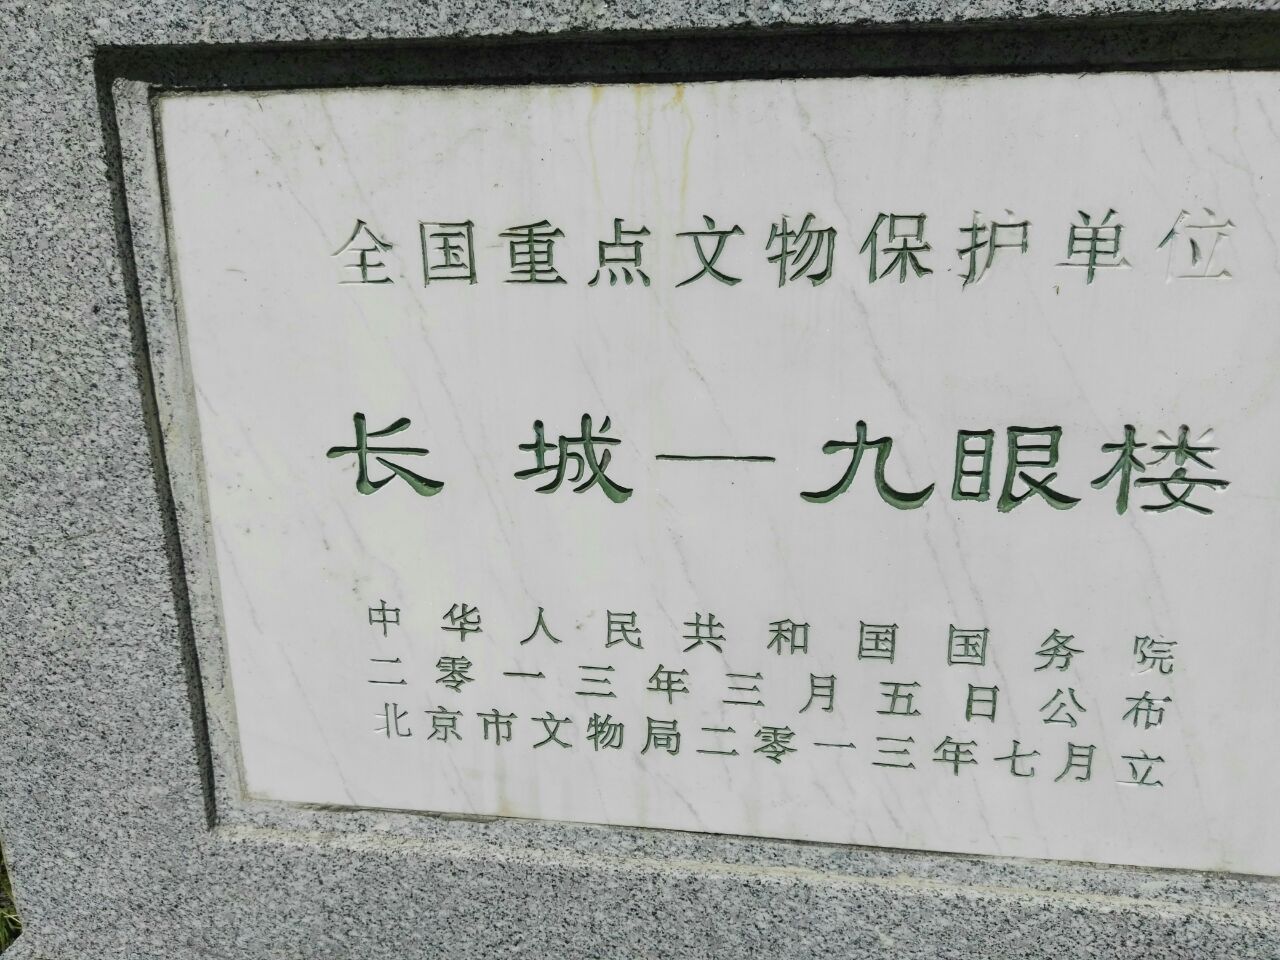 全国重点文物保护单位
长城—九眼楼
中华人民共和国国务院
二零一三年三月五日公布
北京市文物局二零一三年七月立